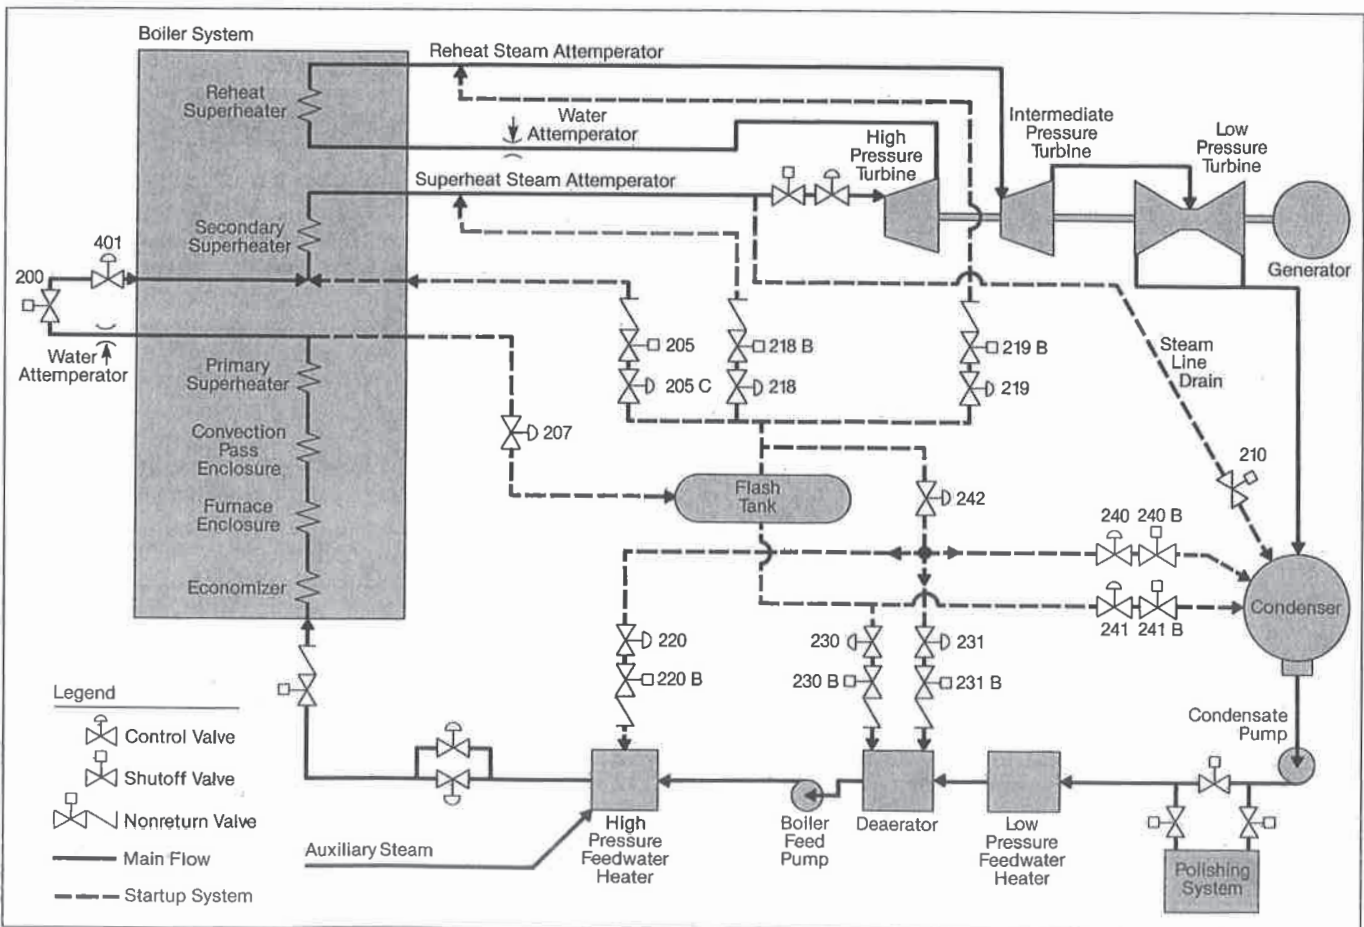 Boiler System
Reheat Steam Attemperator
Reheat
Superheater
Water
Attemperator
High
Pressure
Turbine
Intermediate
Pressure
Turbine
Low
Pressure
Turbine
Superheat Steam Attemperator
Secondary
Superheater
401
200
Generator
Water
Attemperator
Primary
Superheater
205
218 B
219 B
205 C
218
219
Steam
Line
Drain
Convection
Pass
Enclosure
207
210
Flash
Tank
242
Furnace
Enclosure
240
240 B
Economizer
Condenser
241
241 B
220
230
231
220 B
230 B
231 B
Legend
Control Valve
Shutoff Valve
Nonreturn Valve
Main Flow
Startup System
Condensate
Pump
Auxiliary Steam
High
Pressure
Feedwater
Heater
Boiler
Feed
Pump
Deaerator
Low
Pressure
Feedwater
Heater
Polishing
System